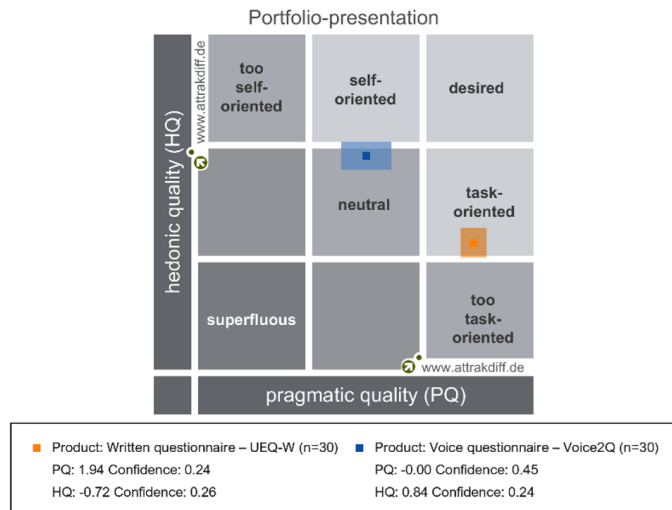 Portfolio-presentation
hedonic quality (HQ)
www.attrakdiff.de
too
self-
oriented
self-
oriented
desired
neutral
task-
oriented
superfluous
too
task-
oriented
www.attrakdiff.de
pragmatic quality (PQ)
Product: Written questionnaire – UEQ-W (n=30)
PQ: 1.94 Confidence: 0.24
HQ: -0.72 Confidence: 0.26
Product: Voice questionnaire – Voice2Q (n=30)
PQ: -0.00 Confidence: 0.45
HQ: 0.84 Confidence: 0.24